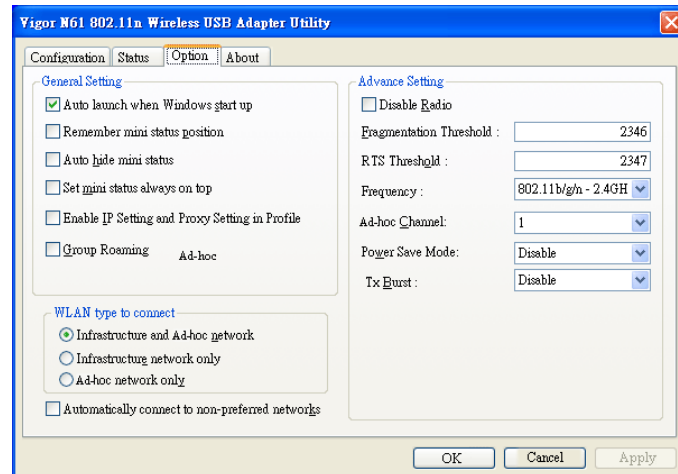 Vigor N61 802.11n Wireless USB Adapter Utility
Configuration Status Option About
General Setting
Auto launch when Windows start up
Remember mini status position
Auto hide mini status
Set mini status always on top
Enable IP Setting and Proxy Setting in Profile
Group Roaming Ad-hoc
WLAN type to connect
Infrastructure and Ad-hoc network
Infrastructure network only
Ad-hoc network only
Automatically connect to non-preferred networks
Advance Setting
Disable Radio
Fragmentation Threshold : 2346
RTS Threshold : 2347
Frequency : 802.11b/g/n - 2.4GH
Ad-hoc Channel: 1
Power Save Mode: Disable
Tx Burst : Disable
OK Cancel Apply